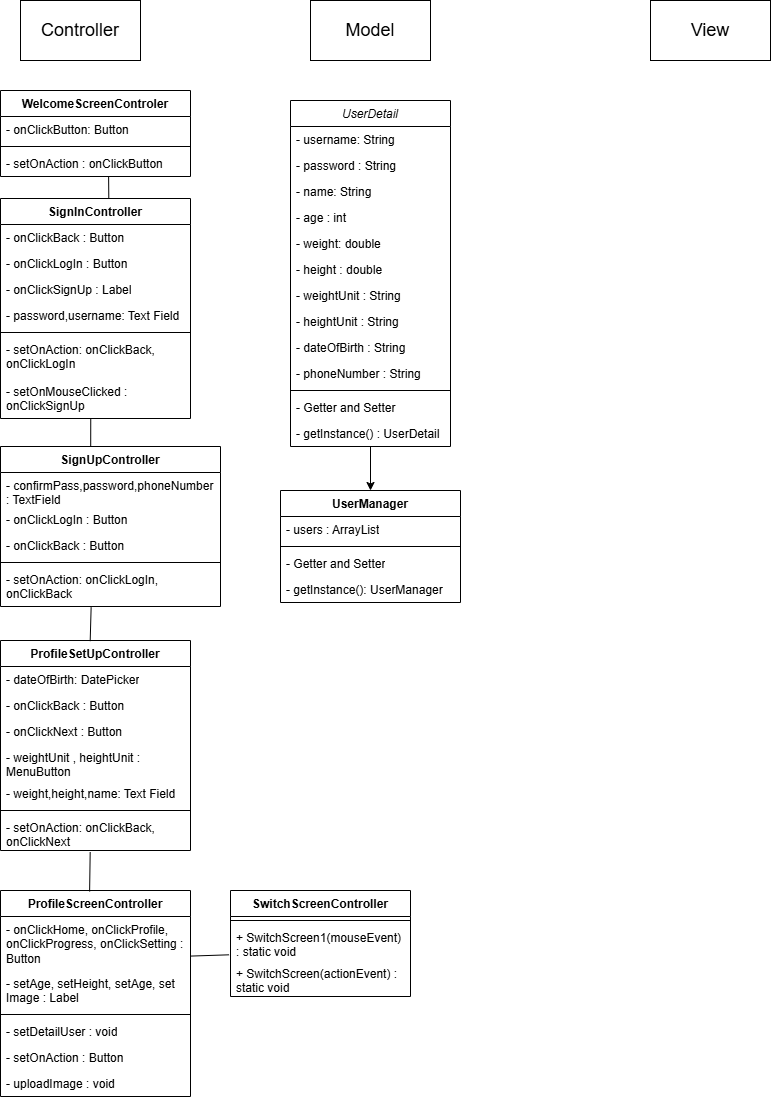 Controller
Model
View
WelcomeScreenControler
- onClickButton: Button
- setOnAction : onClickButton
SignInController
- onClickBack : Button
- onClickLogIn : Button
- onClickSignUp : Label
- password,username: Text Field
- setOnAction: onClickBack,
onClickLogIn
- setOnMouseClicked :
onClickSignUp
SignUpController
- confirmPass,password,phoneNumber
: TextField
- onClickLogIn : Button
- onClickBack : Button
- setOnAction: onClickLogIn,
onClickBack
ProfileSetUpController
- dateOfBirth: DatePicker
- onClickBack : Button
- onClickNext : Button
- weightUnit , heightUnit :
MenuButton
- weight,height,name: Text Field
- setOnAction: onClickBack,
onClickNext
ProfileScreenController
- onClickHome, onClickProfile,
onClickProgress, onClickSetting :
Button
- setAge, setHeight, setAge, set
Image : Label
- setDetailUser : void
- setOnAction : Button
- uploadImage : void
SwitchScreenController
+ SwitchScreen1(mouseEvent)
: static void
+ SwitchScreen(actionEvent) :
static void
UserDetail
- username: String
- password : String
- name: String
- age : int
- weight: double
- height : double
- weightUnit : String
- heightUnit : String
- dateOfBirth : String
- phoneNumber : String
- Getter and Setter
- getInstance() : UserDetail
UserManager
- users : ArrayList
- Getter and Setter
- getInstance(): UserManager